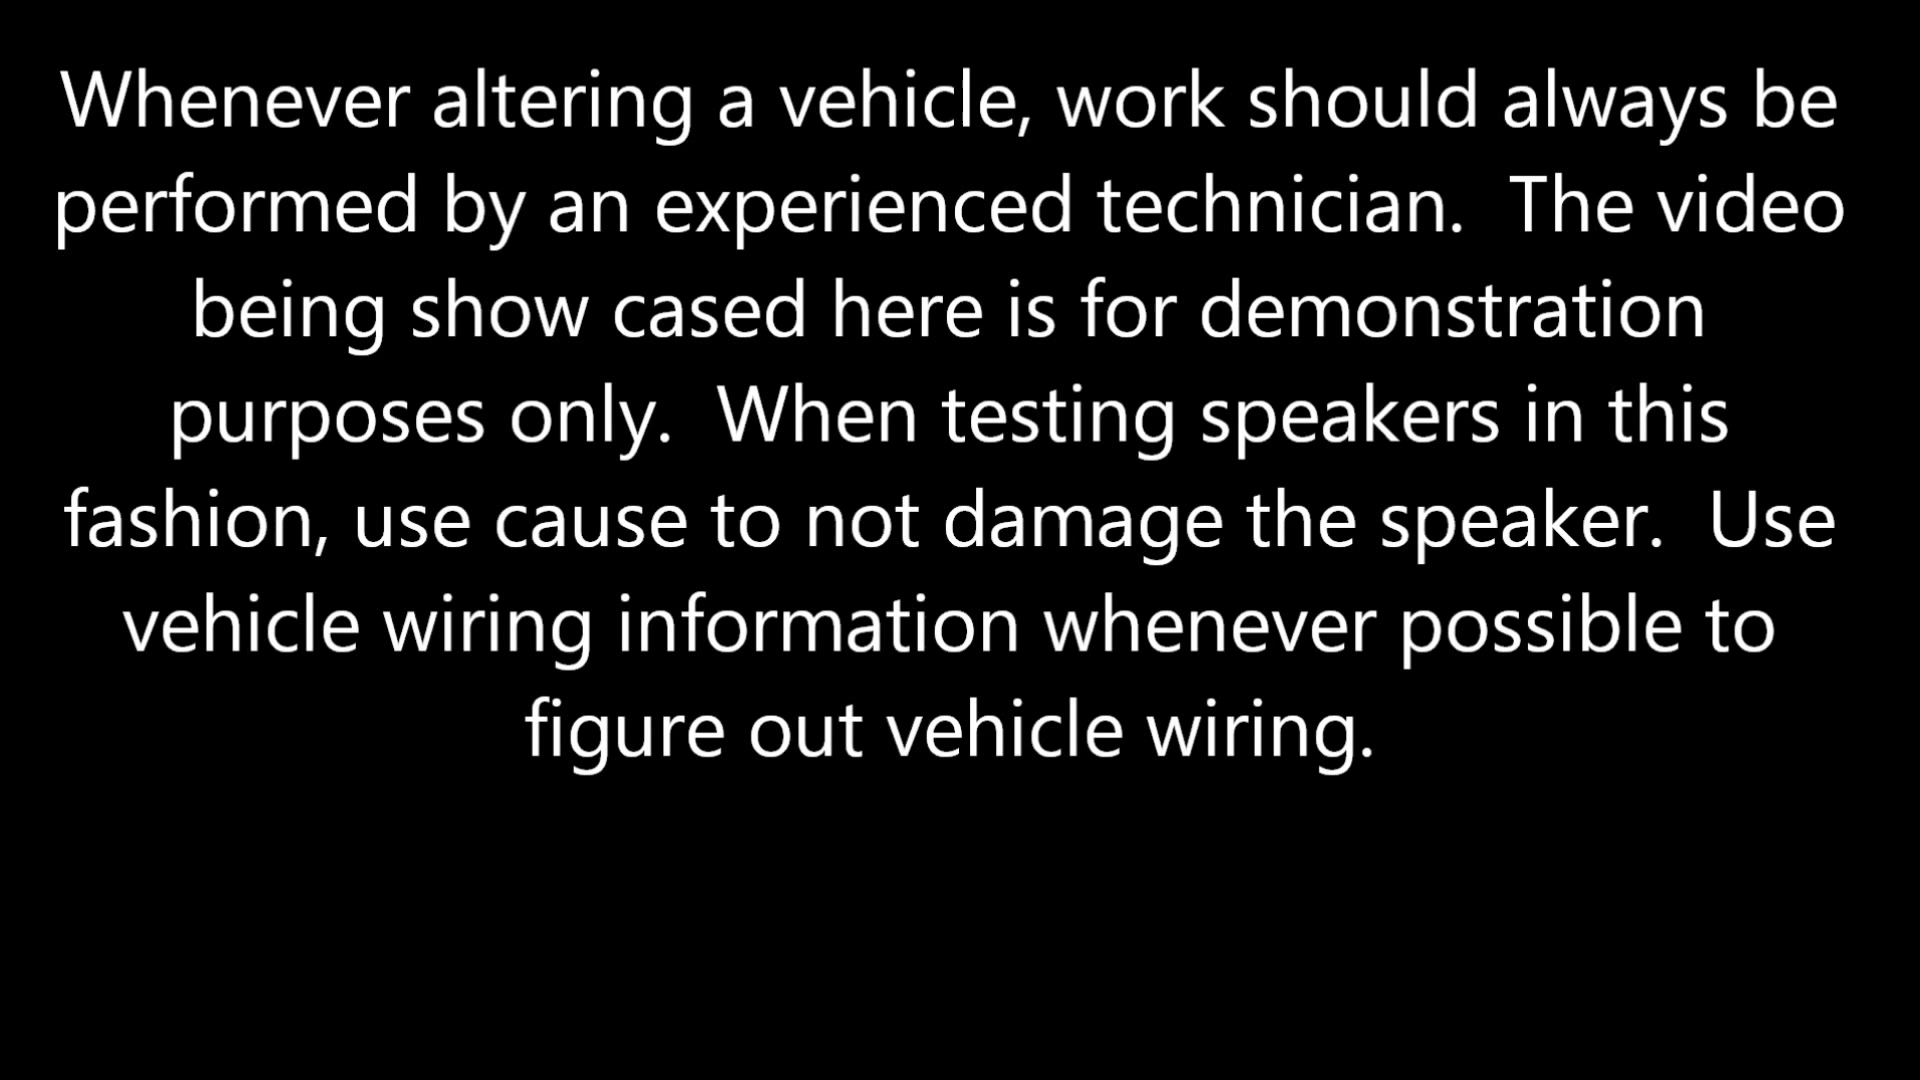 Whenever altering a vehicle, work should always be
performed by an experienced technician.  The video
being show cased here is for demonstration
purposes only.  When testing speakers in this
fashion, use cause to not damage the speaker.  Use
vehicle wiring information whenever possible to
figure out vehicle wiring.